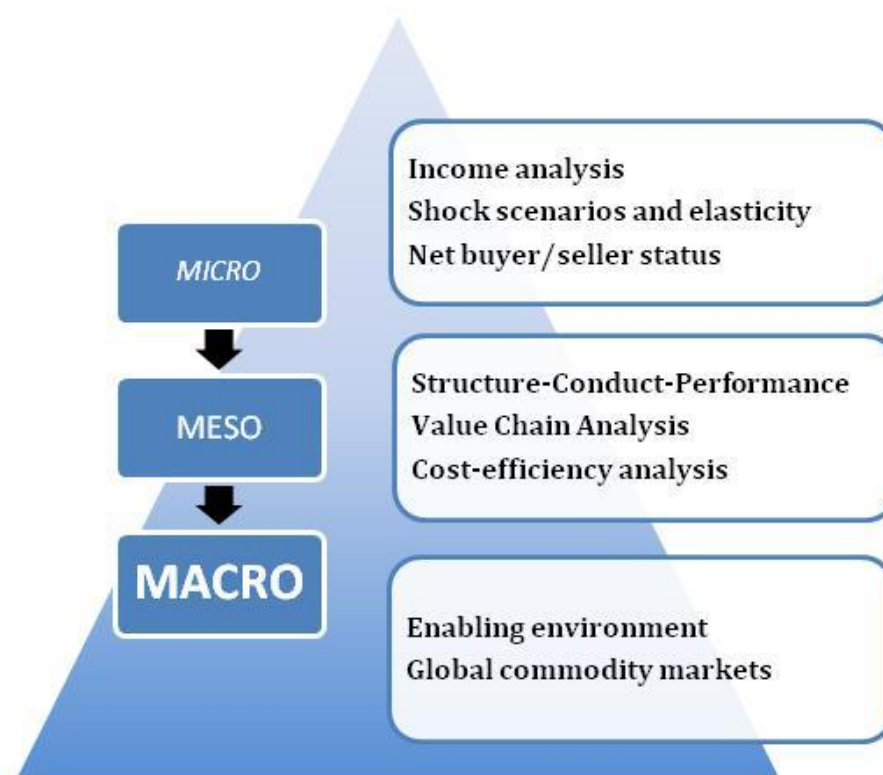 MICRO
Income analysis
Shock scenarios and elasticity
Net buyer/seller status
MESO
Structure-Conduct-Performance
Value Chain Analysis
Cost-efficiency analysis
MACRO
Enabling environment
Global commodity markets